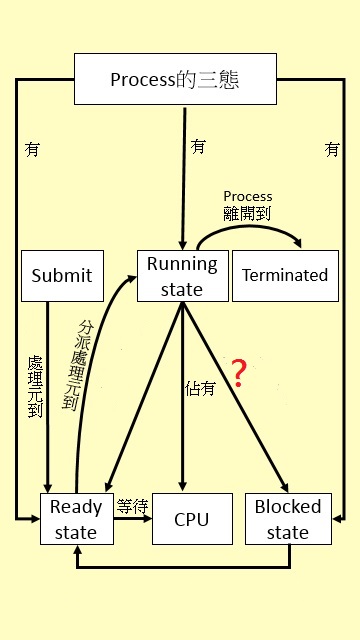 Process的三態
有
有
有
Process
離開到
Submit
Running
state
Terminated
處理元到
分派處理元到
佔有
?
Ready
state
等待
CPU
Blocked
state